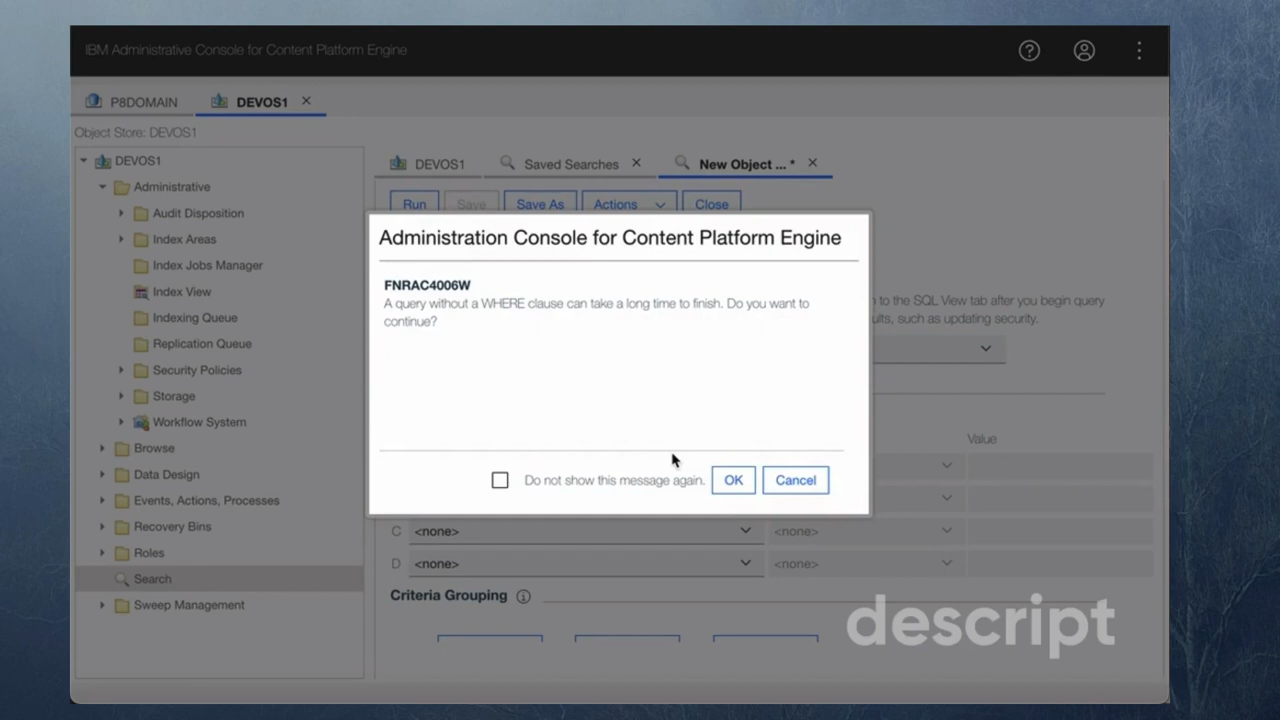 IBM Administrative Console for Content Platform Engine
P8DOMAIN
DEVOS1
Object Store: DEVOS1
DEVOS1
Administrative
Audit Disposition
Index Areas
Index Jobs Manager
Index View
Indexing Queue
Replication Queue
Security Policies
Storage
Workflow System
Browse
Data Design
Events, Actions, Processes
Recovery Bins
Roles
Search
Sweep Management
DEVOS1 Saved Searches New Object ... *
Run Save Save As Actions Close
Administration Console for Content Platform Engine
FNRAC4006W
A query without a WHERE clause can take a long time to finish. Do you want to
continue?
Do not show this message again. OK Cancel
to the SQL View tab after you begin query
such as updating security.
Value
C <none> <none>
D <none> <none>
Criteria Grouping
descript